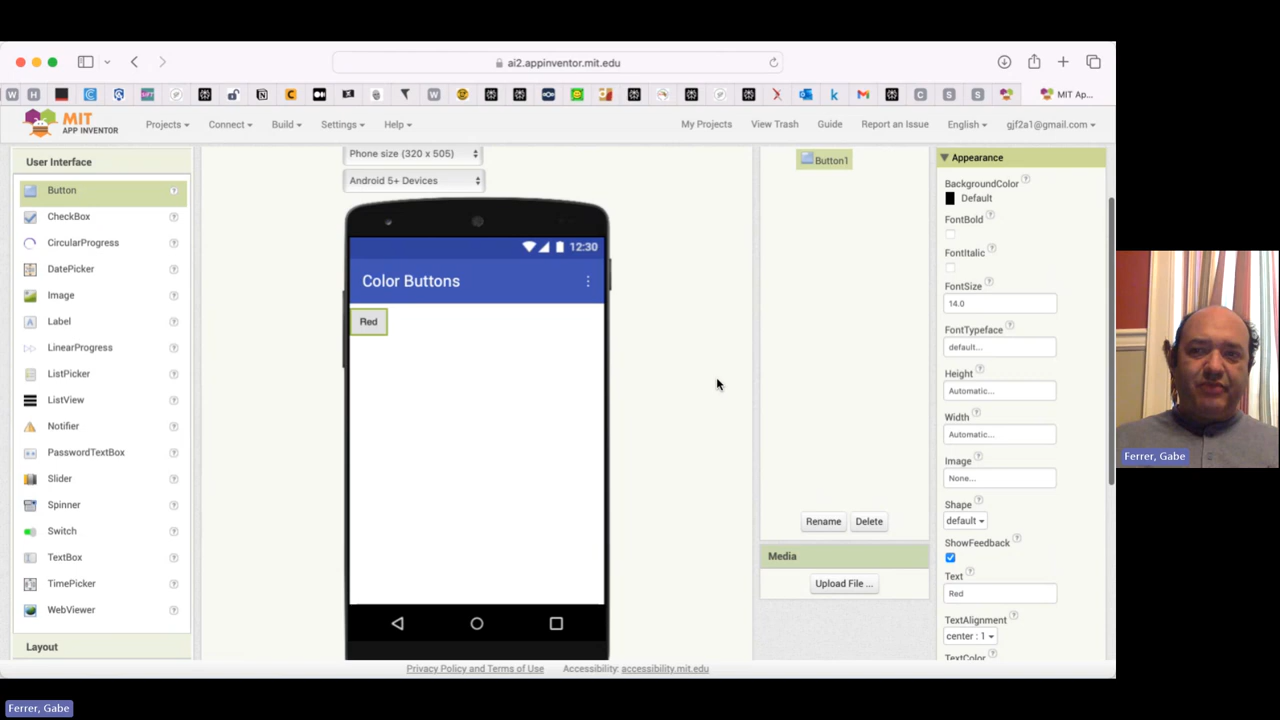 ai2.appinventor.mit.edu
MIT Ap...
MIT
APP INVENTOR
Projects
Connect
Build
Settings
Help
My Projects
View Trash
Guide
Report an Issue
English
gjf2a1@gmail.com
User Interface
Button
CheckBox
CircularProgress
DatePicker
Image
Label
LinearProgress
ListPicker
ListView
Notifier
PasswordTextBox
Slider
Spinner
Switch
TextBox
TimePicker
WebViewer
Layout
Phone size (320 x 505)
Android 5+ Devices
12:30
Color Buttons
Red
Button1
Rename
Delete
Media
Upload File ...
Appearance
BackgroundColor
Default
FontBold
FontItalic
FontSize
14.0
FontTypeface
default...
Height
Automatic...
Width
Automatic...
Image
None...
Shape
default
ShowFeedback
Text
Red
TextAlignment
center : 1
TextColor
Privacy Policy and Terms of Use
Accessibility: accessibility.mit.edu
Ferrer, Gabe
Ferrer, Gabe